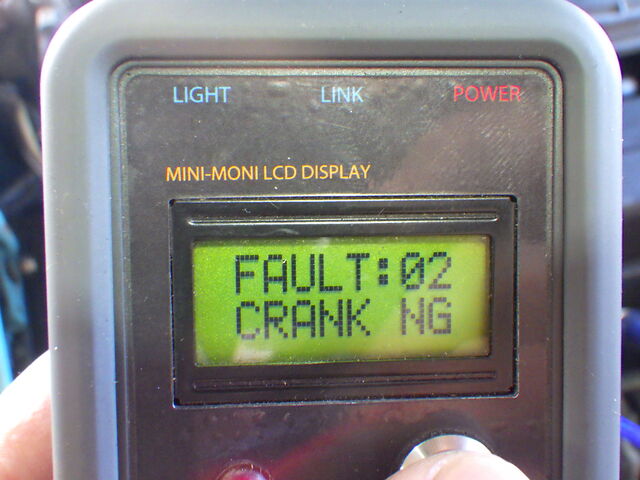 LIGHT LINK POWER
MINI-MONI LCD DISPLAY
FAULT:02
CRANK NG